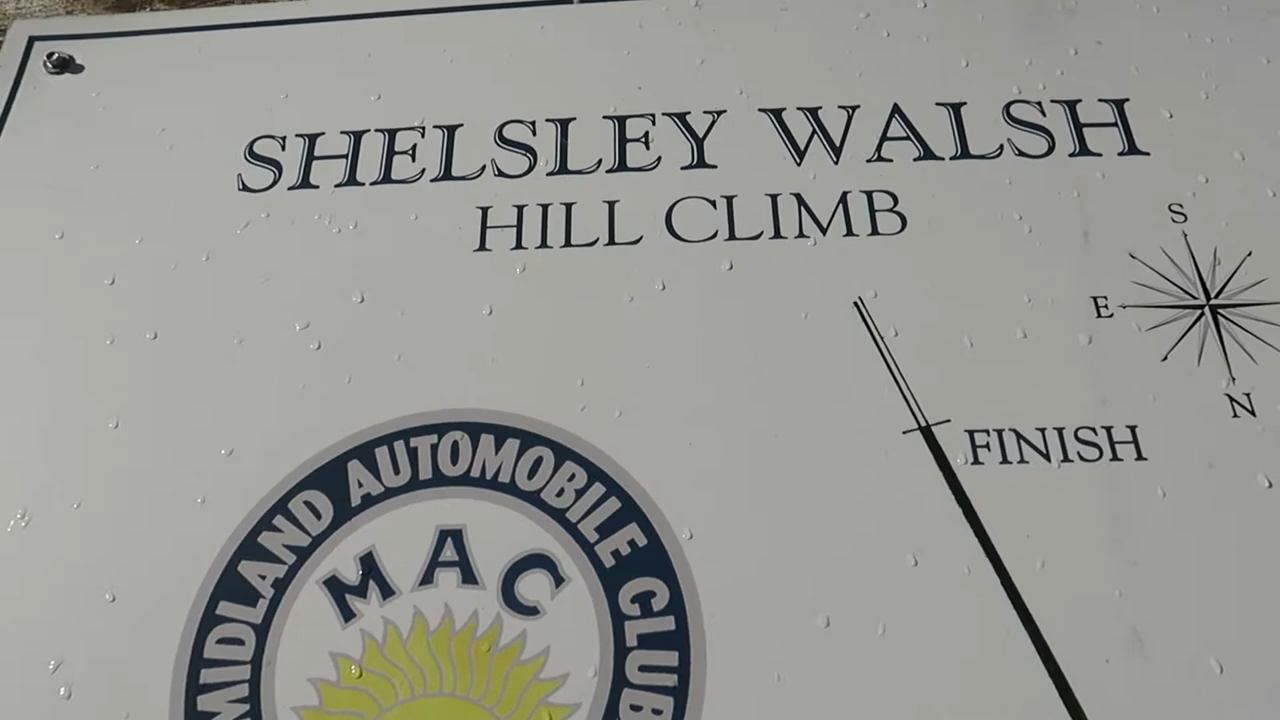 SHELSLEY WALSH
HILL CLIMB
S
E
N
FINISH
MIDLAND AUTOMOBILE CLUB
MAC